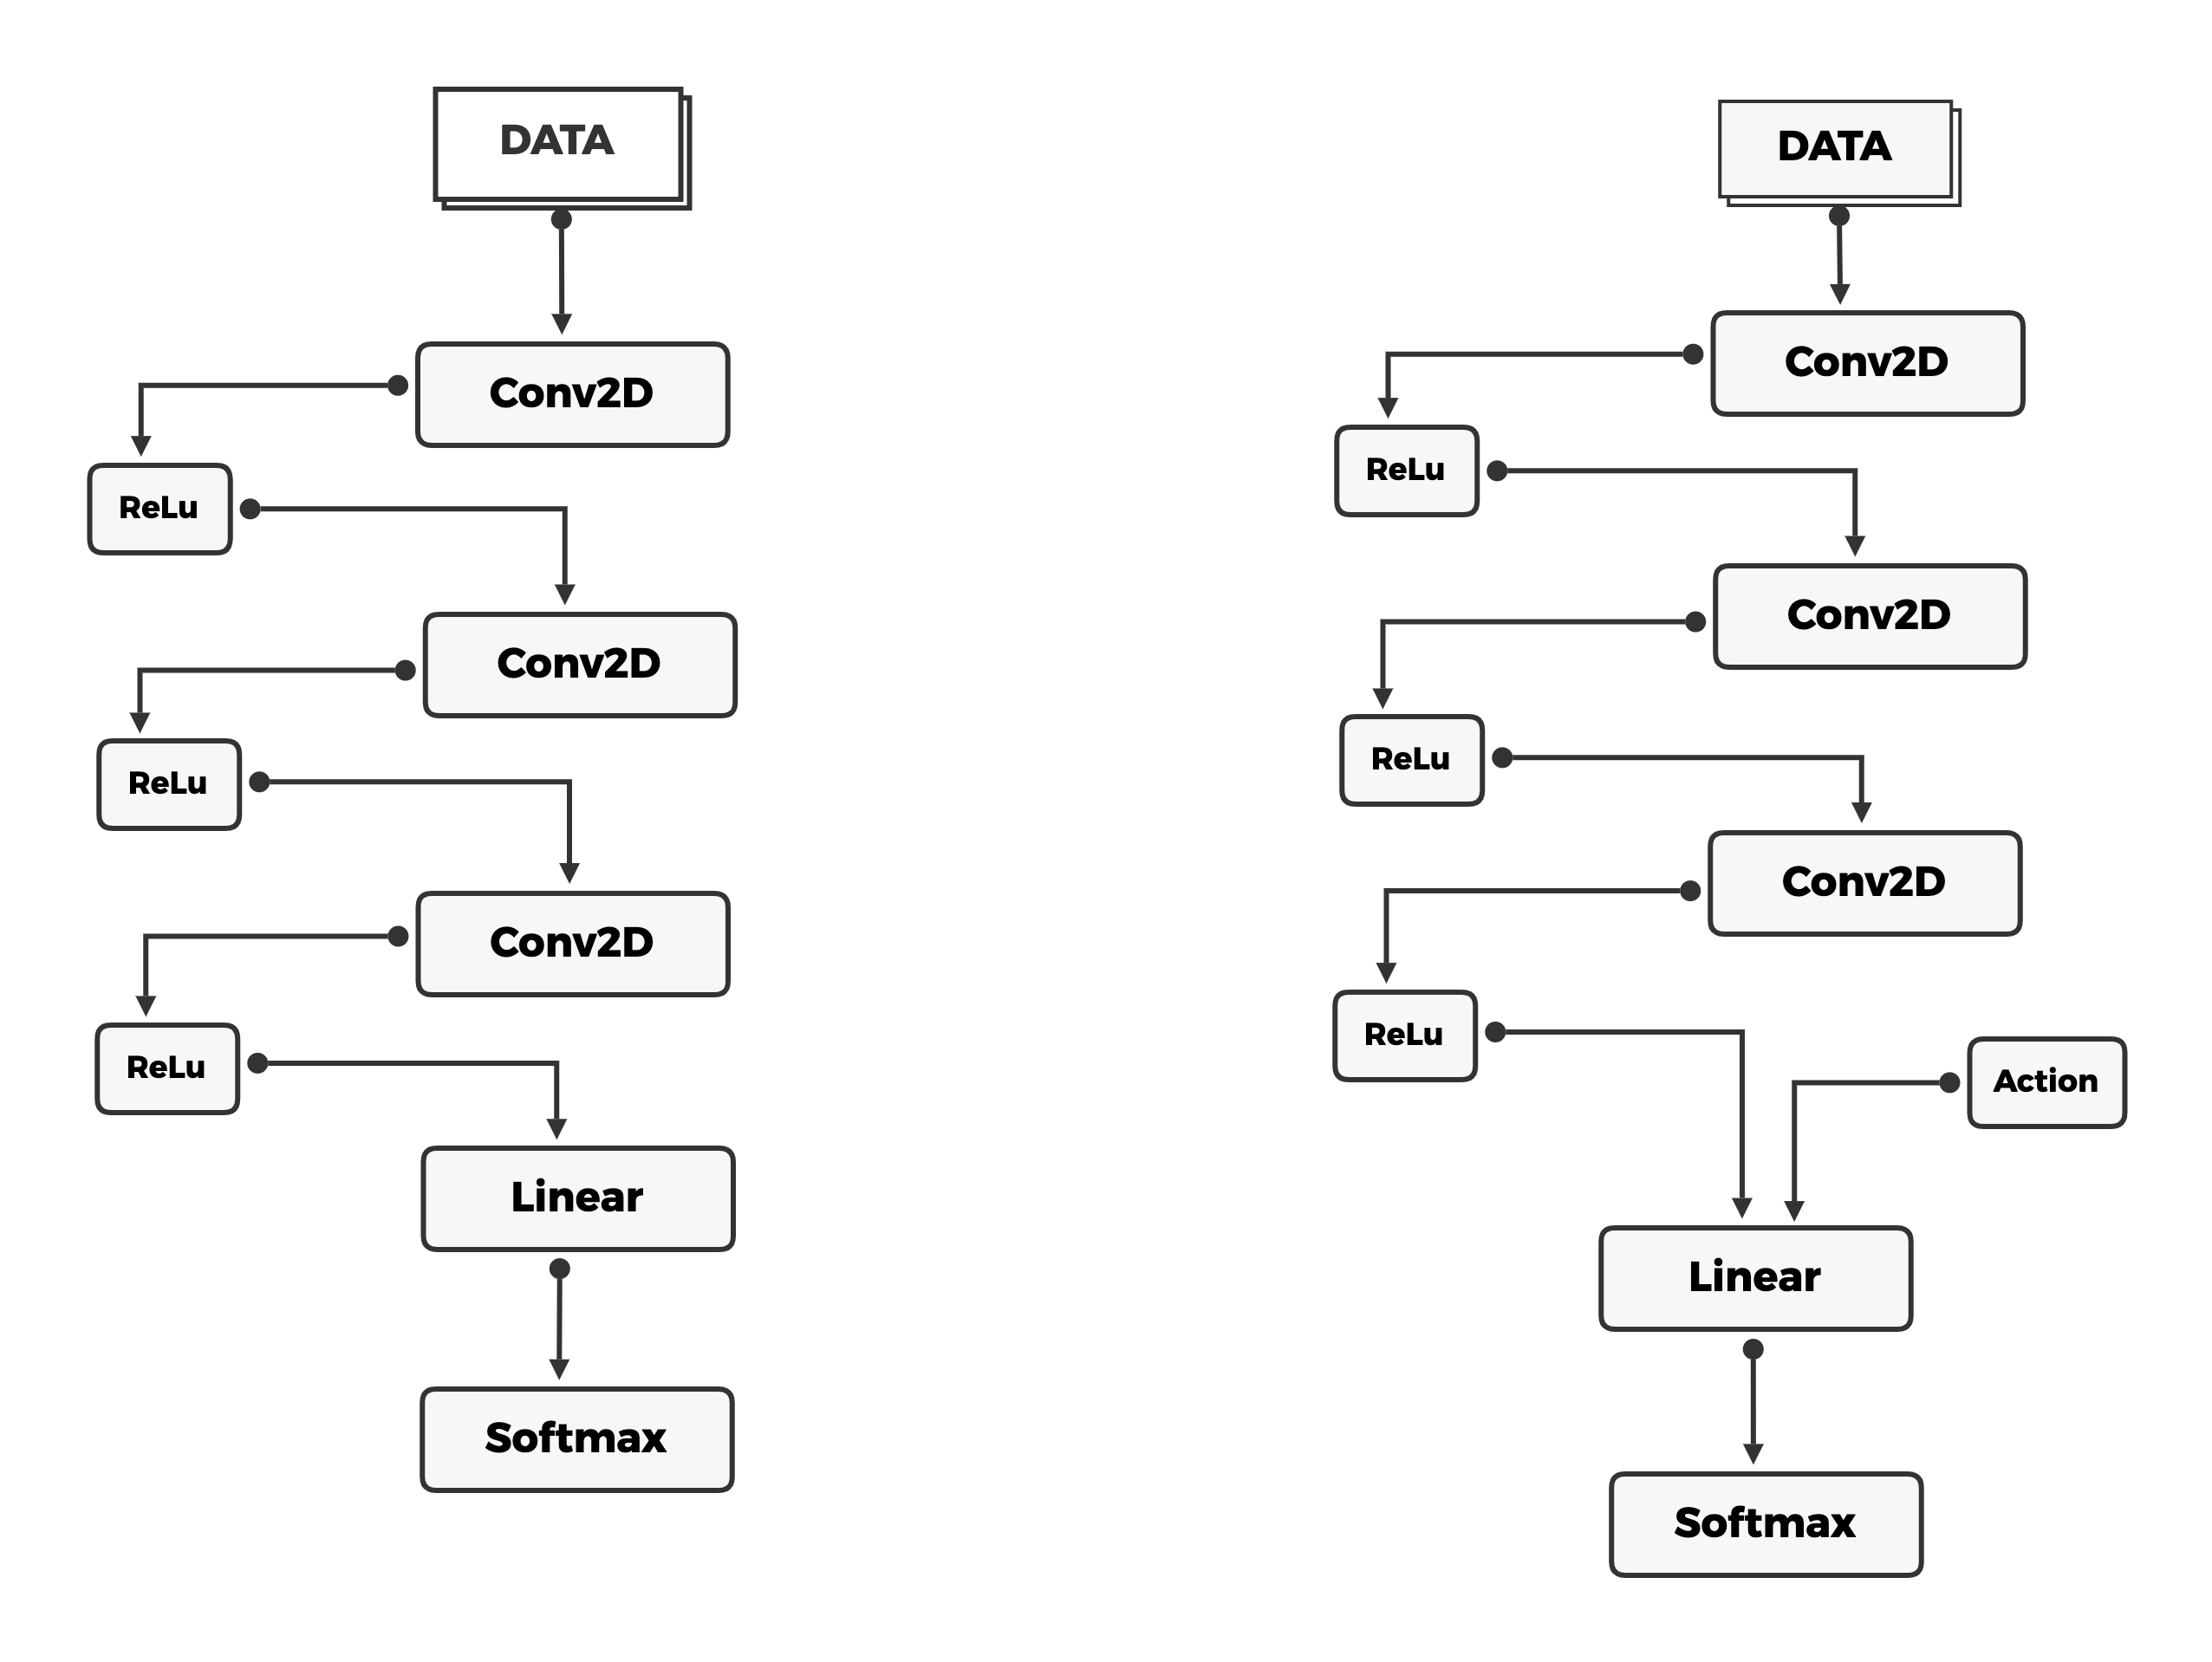 DATA
Conv2D
ReLu
Conv2D
ReLu
Conv2D
ReLu
Linear
Softmax
DATA
Conv2D
ReLu
Conv2D
ReLu
Conv2D
ReLu
Action
Linear
Softmax